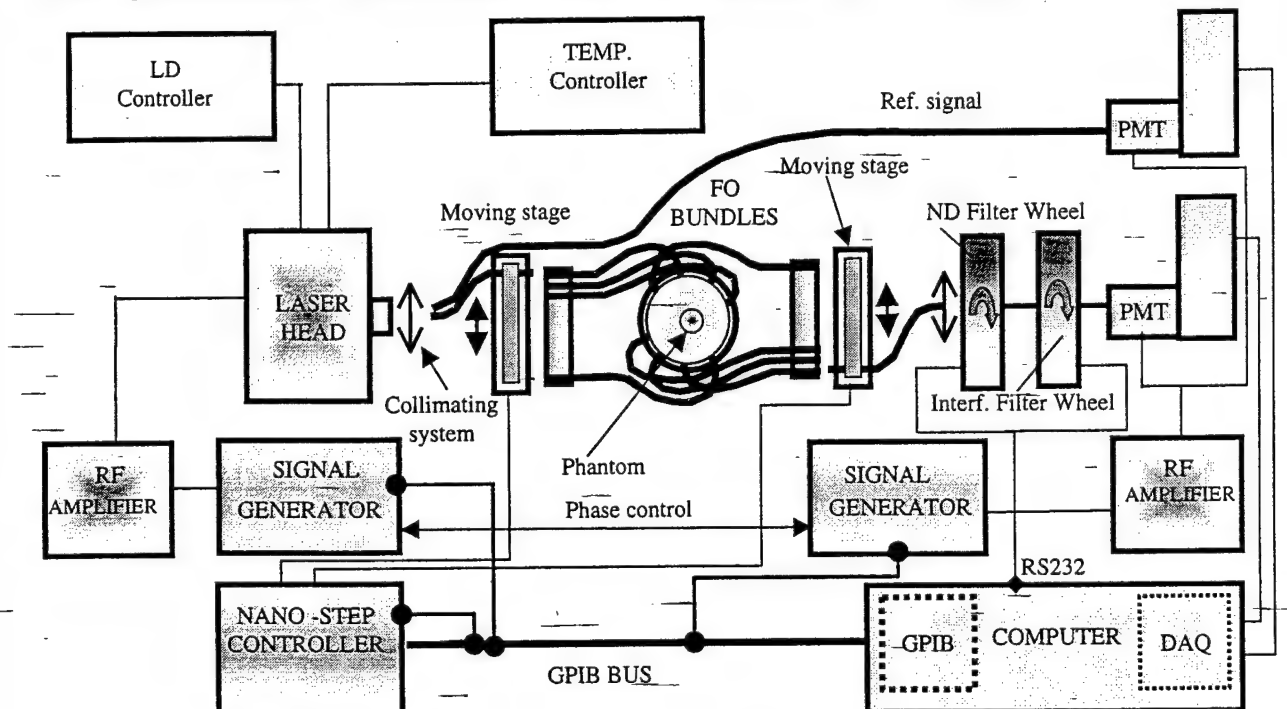 LD
Controller
TEMP.
Controller
Ref. signal
PMT
Moving stage
FO
BUNDLES
Moving stage
ND Filter Wheel
LASER
HEAD
PMT
Collimating
system
Interf. Filter Wheel
Phantom
RF
AMPLIFIER
SIGNAL
GENERATOR
Phase control
SIGNAL
GENERATOR
RF
AMPLIFIER
RS232
NANO -STEP
CONTROLLER
GPIB BUS
GPIB
COMPUTER
DAQ